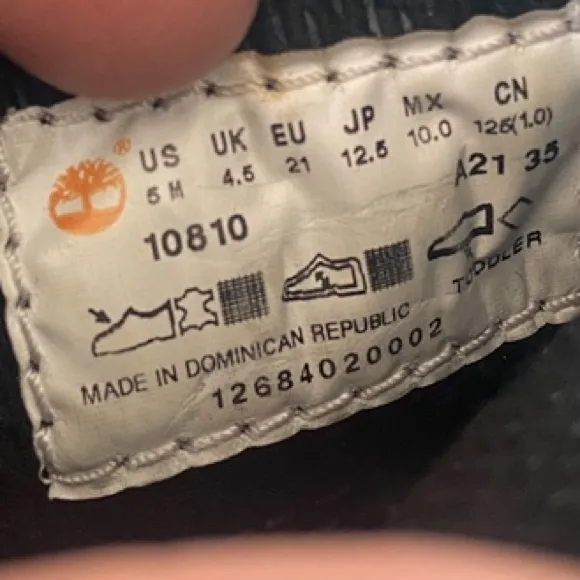 ®
US UK EU JP MX CN
5 M 4.5 21 12.5 10.0 125(1.0)
10810 A21 35
TODDLER
MADE IN DOMINICAN REPUBLIC
12684020002